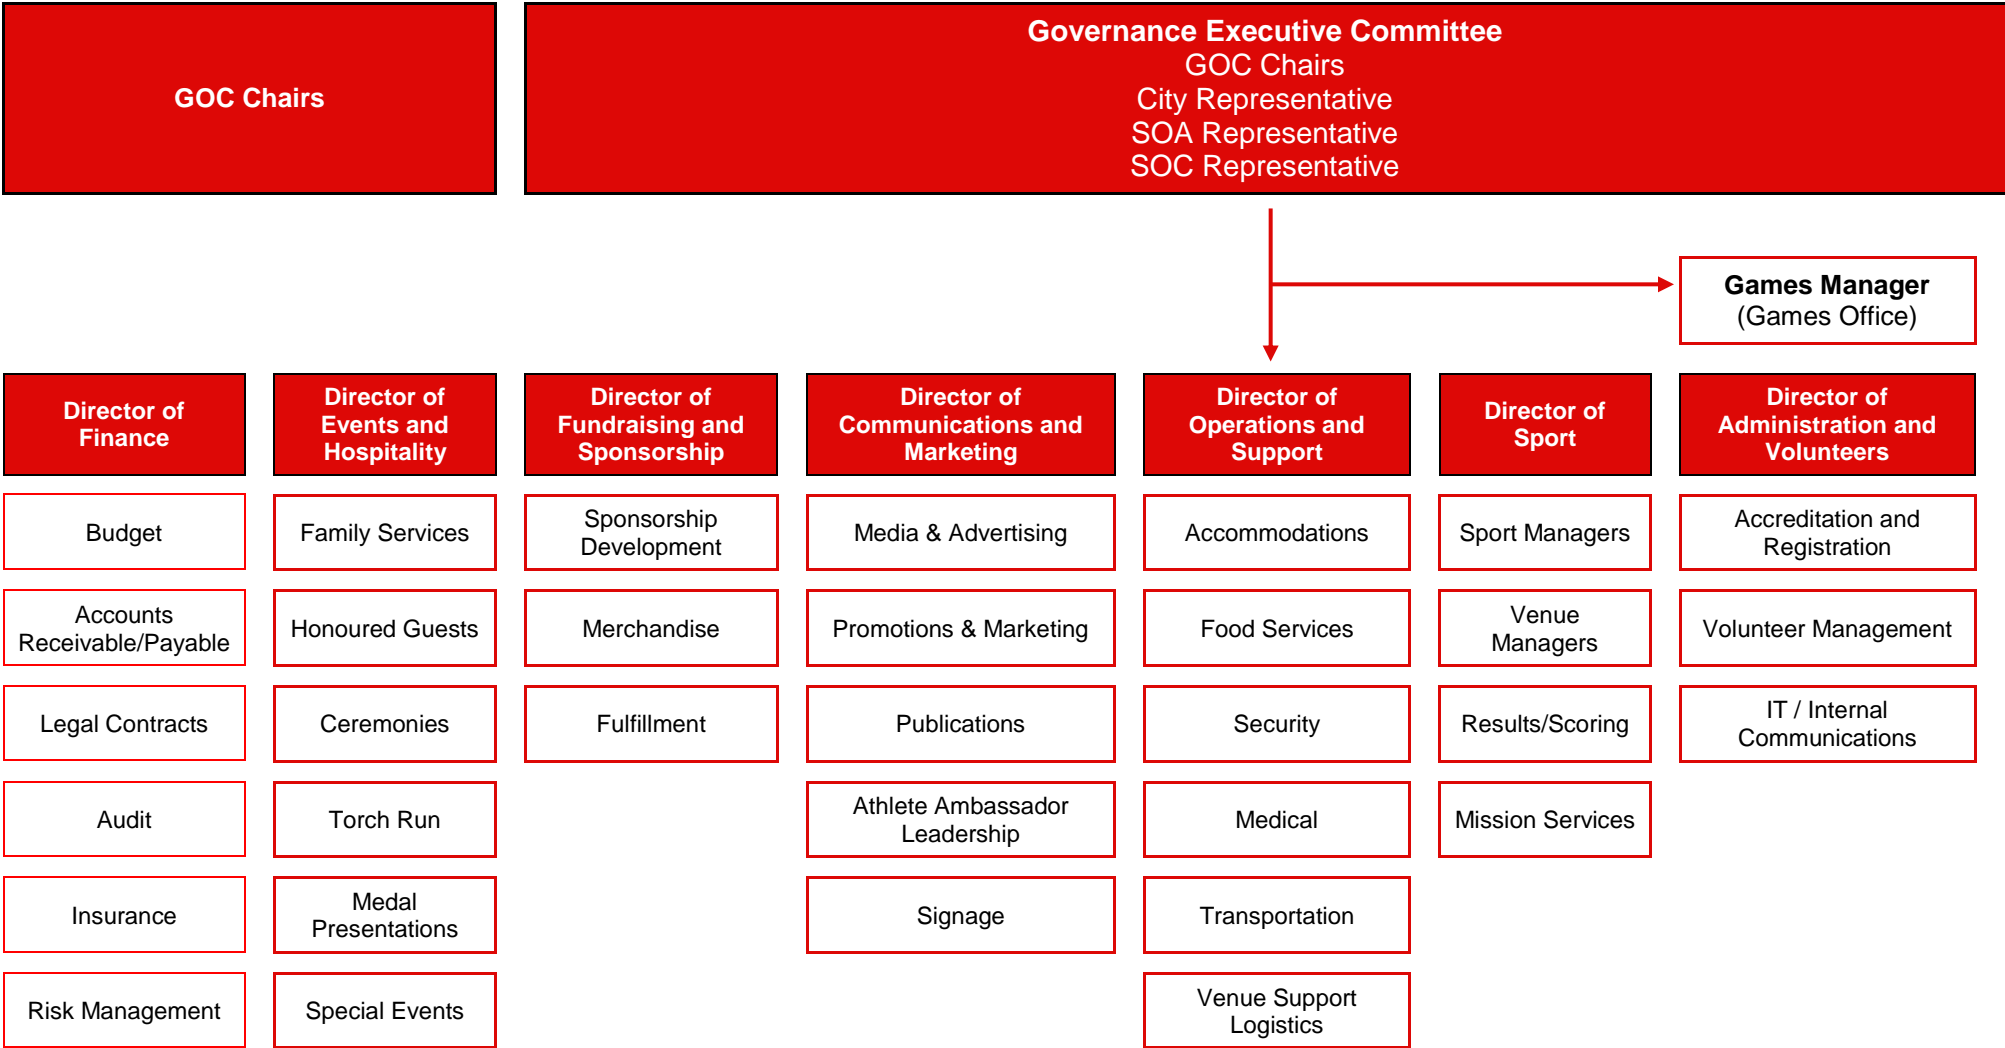 GOC Chairs
Governance Executive Committee
GOC Chairs
City Representative
SOA Representative
SOC Representative
Games Manager
(Games Office)
Director of
Finance
Budget
Accounts
Receivable/Payable
Legal Contracts
Audit
Insurance
Risk Management
Director of
Events and
Hospitality
Family Services
Honoured Guests
Ceremonies
Torch Run
Medal
Presentations
Special Events
Director of
Fundraising and
Sponsorship
Sponsorship
Development
Merchandise
Fulfillment
Director of
Communications and
Marketing
Media & Advertising
Promotions & Marketing
Publications
Athlete Ambassador
Leadership
Signage
Director of
Operations and
Support
Accommodations
Food Services
Security
Medical
Transportation
Venue Support
Logistics
Director of
Sport
Sport Managers
Venue
Managers
Results/Scoring
Mission Services
Director of
Administration and
Volunteers
Accreditation and
Registration
Volunteer Management
IT / Internal
Communications